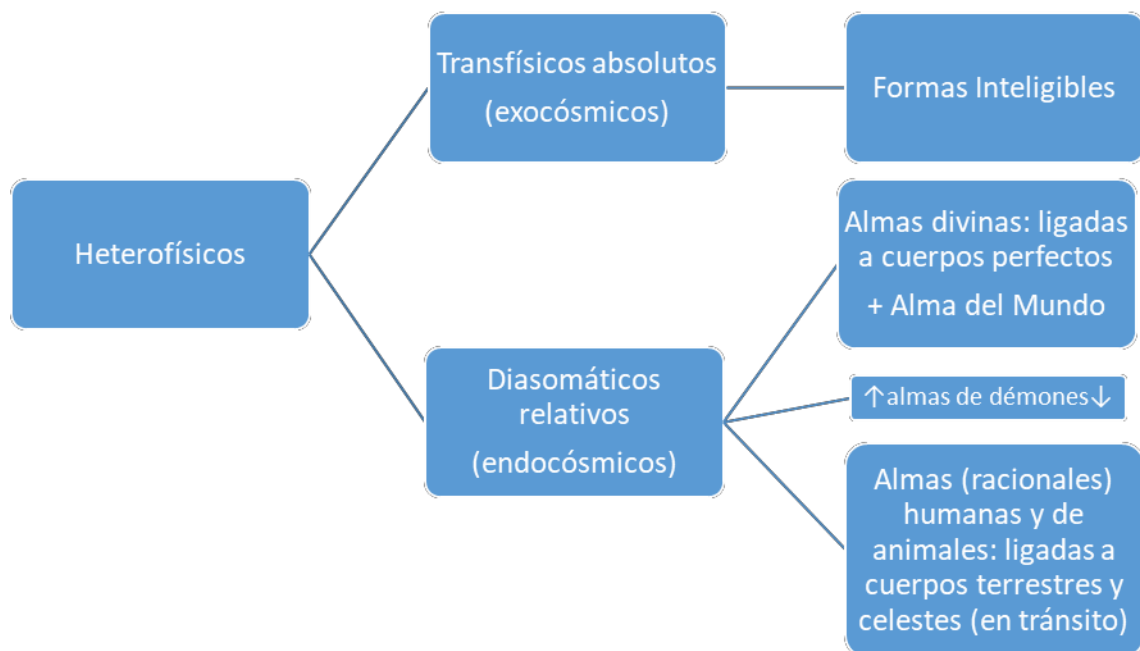 Heterofísicos
Transfísicos absolutos
(exocósmicos)
Formas Inteligibles
Diasomáticos
relativos
(endocósmicos)
Almas divinas: ligadas
a cuerpos perfectos
+ Alma del Mundo
↑almas de démones↓
Almas (racionales)
humanas y de
animales: ligadas a
cuerpos terrestres y
celestes (en tránsito)